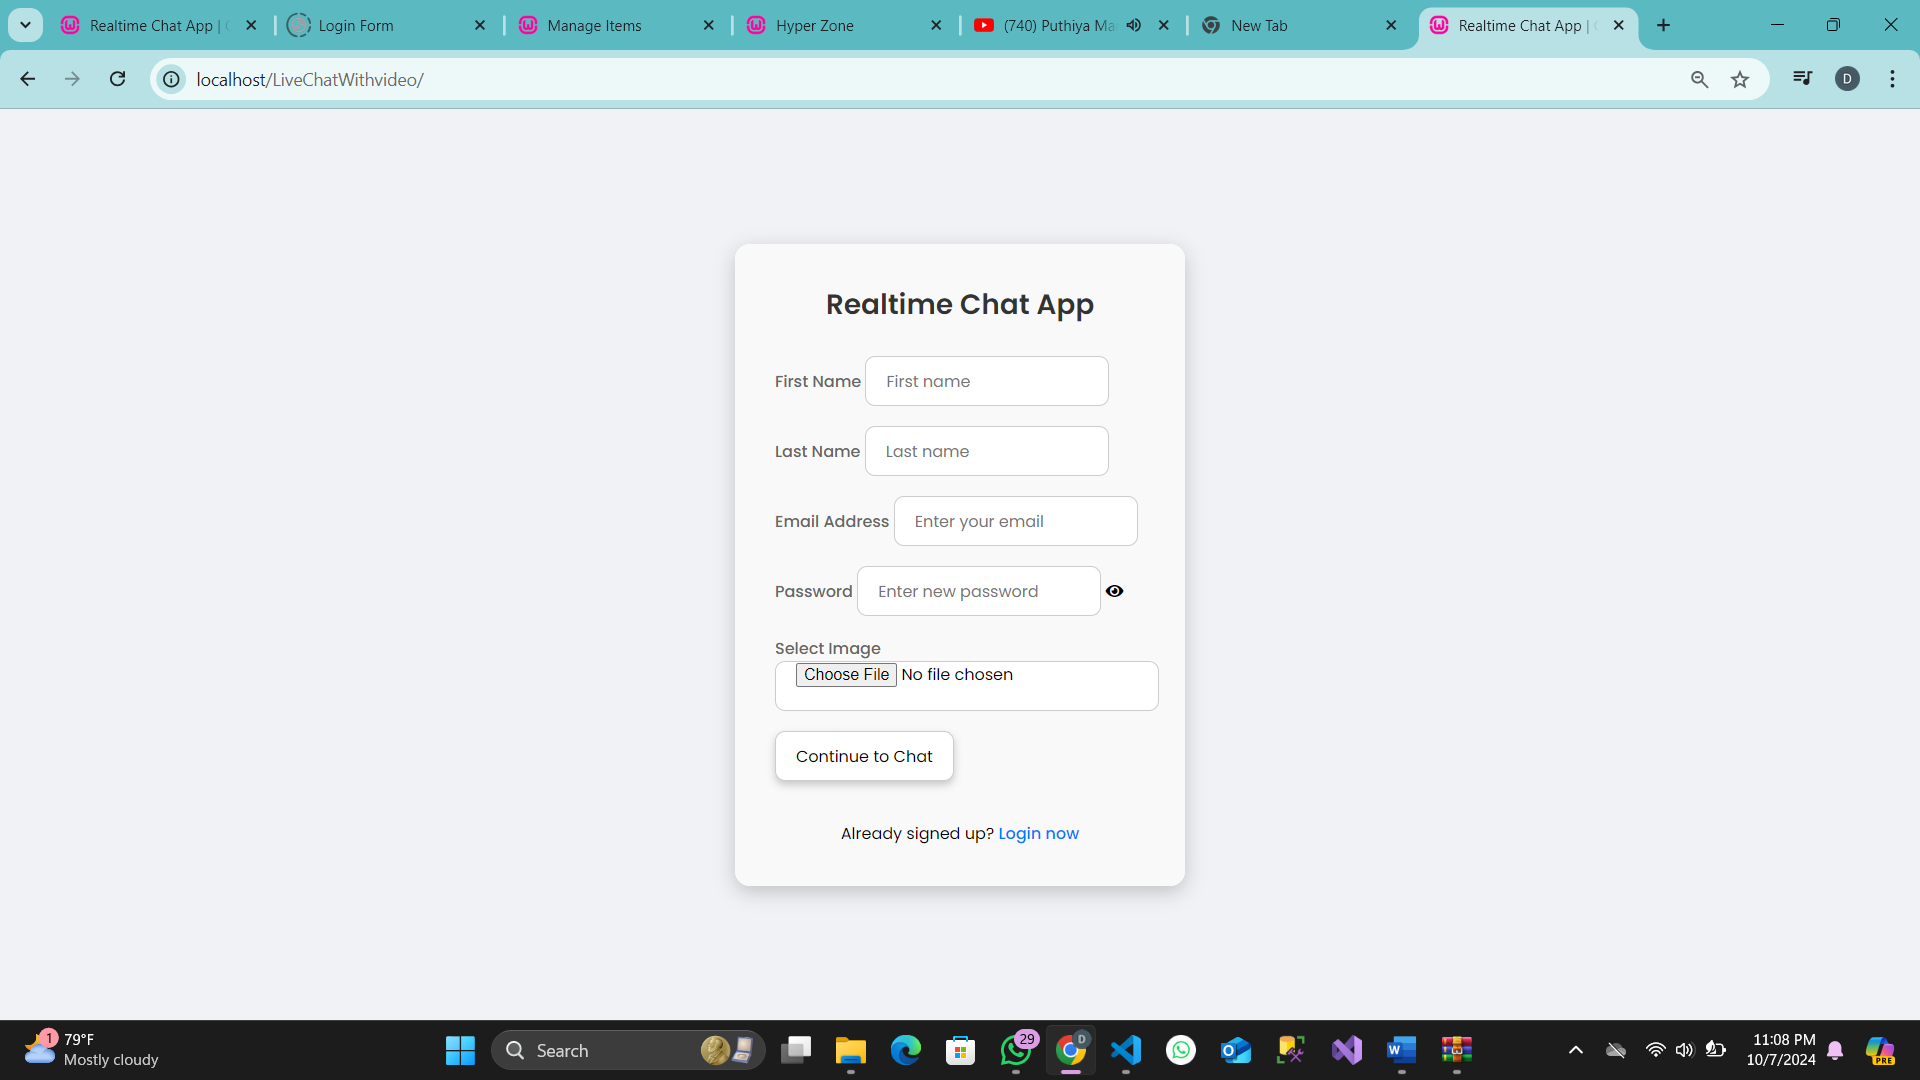 Realtime Chat App |
Login Form
Manage Items
Hyper Zone
(740) Puthiya Ma
New Tab
Realtime Chat App |
localhost/LiveChatWithvideo/
D
Realtime Chat App
First Name First name
Last Name Last name
Email Address Enter your email
Password Enter new password
Select Image
Choose File No file chosen
Continue to Chat
Already signed up? Login now
1
79°F
Mostly cloudy
Search
29
D
11:08 PM
10/7/2024
PRE